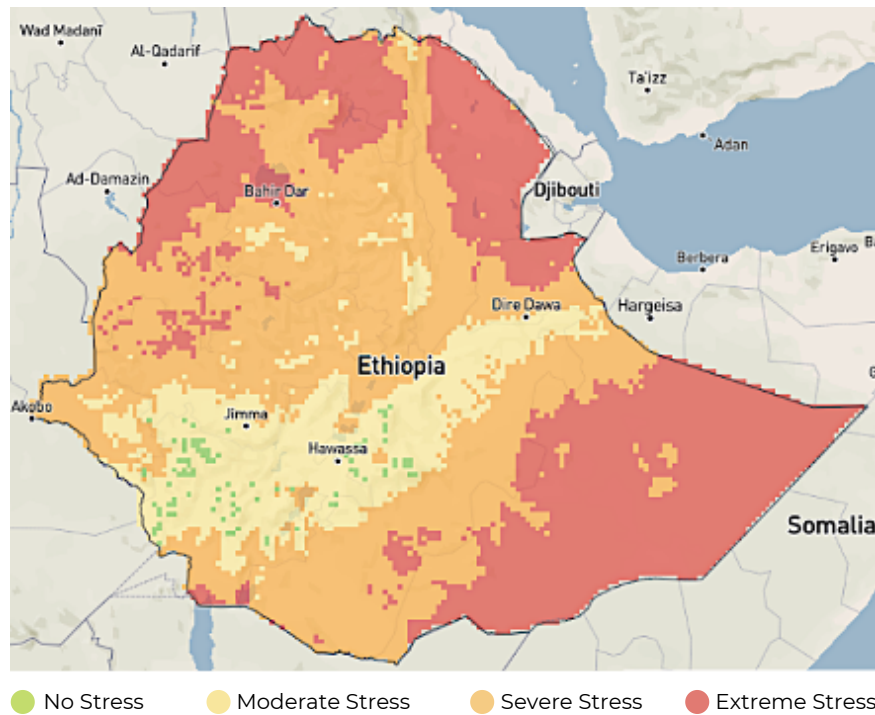 Wad Madanī
Al-Qadarif
Ta'izz
Adan
Ad-Damazin
Bahir Dar
Djibouti
Berbera
Erigavo
Dire Dawa
Hargeisa
Ethiopia
Akobo
Jimma
Hawassa
Somalia
No Stress
Moderate Stress
Severe Stress
Extreme Stress